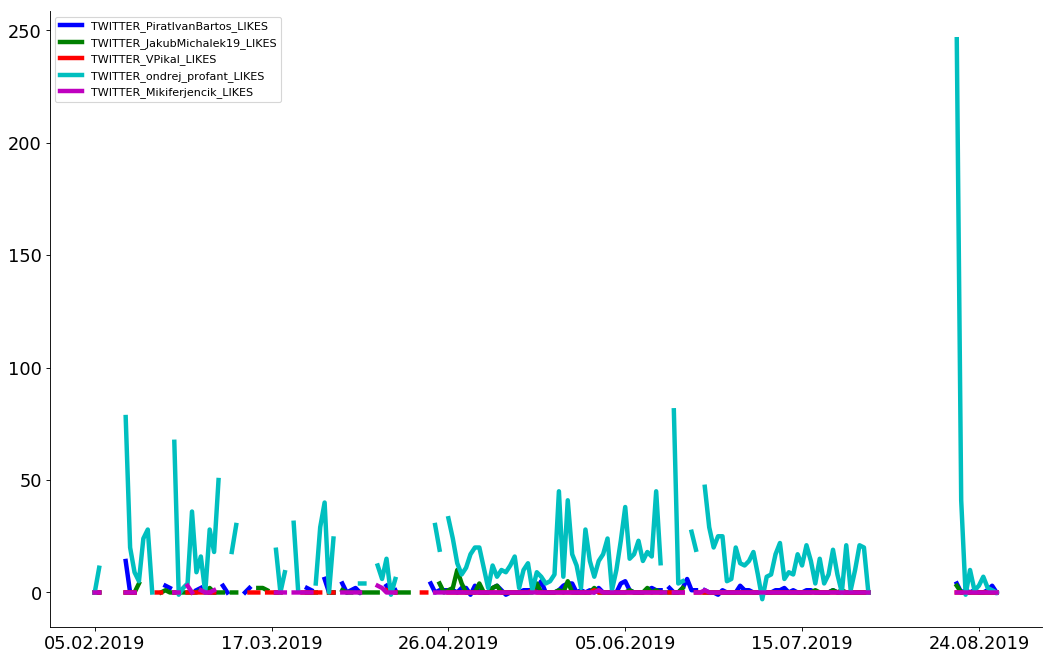 250
200
150
100
50
0
TWITTER_PiratIvanBartos_LIKES
TWITTER_JakubMichalek19_LIKES
TWITTER_VPikal_LIKES
TWITTER_ondrej_profant_LIKES
TWITTER_Mikiferjencik_LIKES
05.02.2019 17.03.2019 26.04.2019 05.06.2019 15.07.2019 24.08.2019